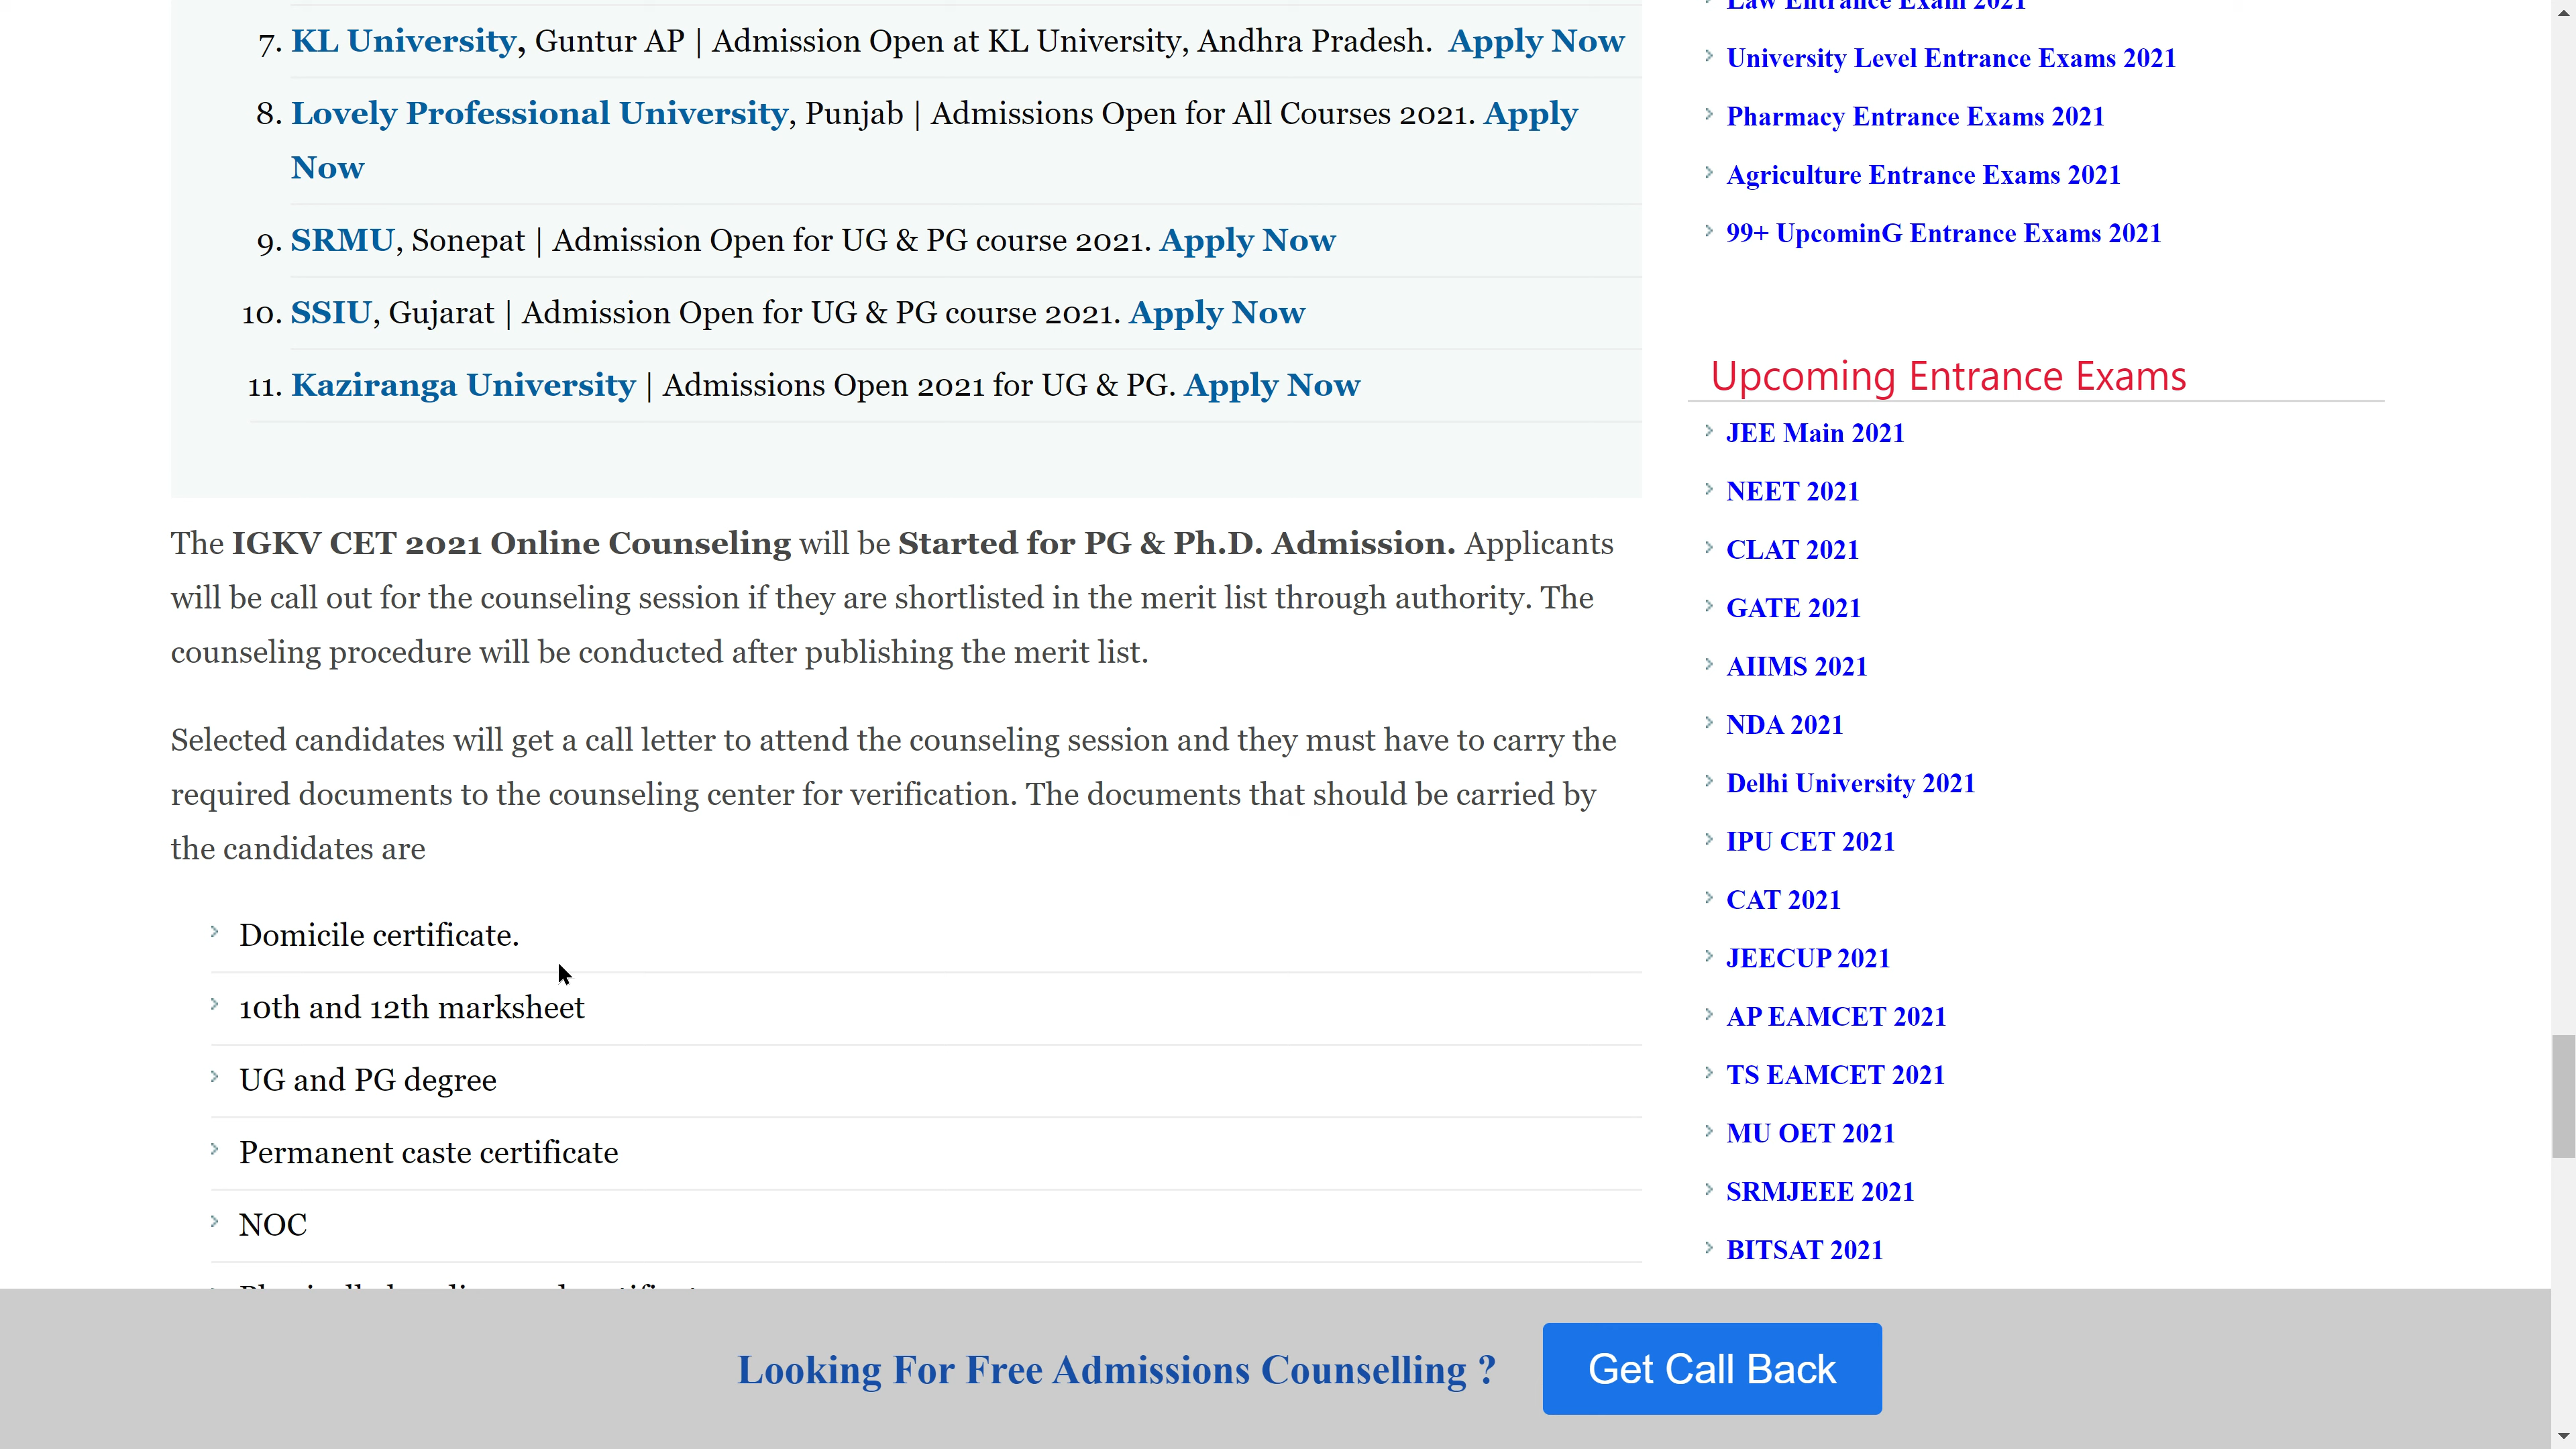 7. KL University, Guntur AP | Admission Open at KL University, Andhra Pradesh. Apply Now
8. Lovely Professional University, Punjab | Admissions Open for All Courses 2021. Apply
Now
9. SRMU, Sonepat | Admission Open for UG & PG course 2021. Apply Now
10. SSIU, Gujarat | Admission Open for UG & PG course 2021. Apply Now
11. Kaziranga University | Admissions Open 2021 for UG & PG. Apply Now
The IGKV CET 2021 Online Counseling will be Started for PG & Ph.D. Admission. Applicants
will be call out for the counseling session if they are shortlisted in the merit list through authority. The
counseling procedure will be conducted after publishing the merit list.
Selected candidates will get a call letter to attend the counseling session and they must have to carry the
required documents to the counseling center for verification. The documents that should be carried by
the candidates are
Domicile certificate.
10th and 12th marksheet
UG and PG degree
Permanent caste certificate
NOC
Law Entrance Exam 2021
University Level Entrance Exams 2021
Pharmacy Entrance Exams 2021
Agriculture Entrance Exams 2021
99+ UpcominG Entrance Exams 2021
Upcoming Entrance Exams
JEE Main 2021
NEET 2021
CLAT 2021
GATE 2021
AIIMS 2021
NDA 2021
Delhi University 2021
IPU CET 2021
CAT 2021
JEECUP 2021
AP EAMCET 2021
TS EAMCET 2021
MU OET 2021
SRMJEEE 2021
BITSAT 2021
Looking For Free Admissions Counselling ?
Get Call Back